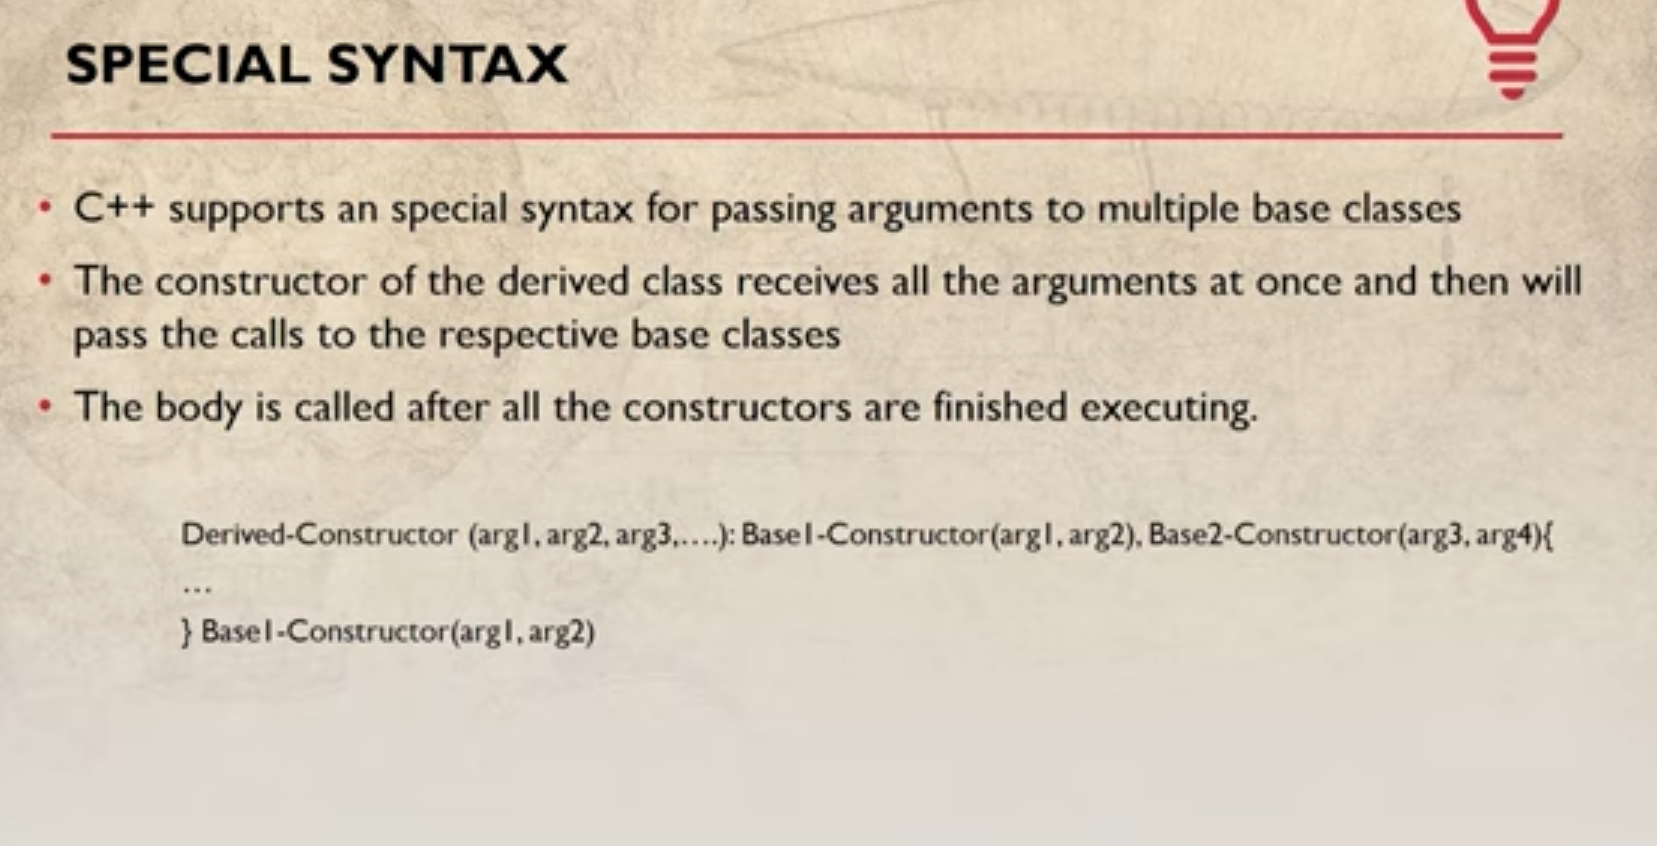 SPECIAL SYNTAX
• C++ supports an special syntax for passing arguments to multiple base classes
• The constructor of the derived class receives all the arguments at once and then will
pass the calls to the respective base classes
• The body is called after all the constructors are finished executing.
Derived-Constructor (arg1, arg2, arg3,....): Base1-Constructor(arg1, arg2), Base2-Constructor(arg3, arg4){
...
} Base1-Constructor(arg1, arg2)